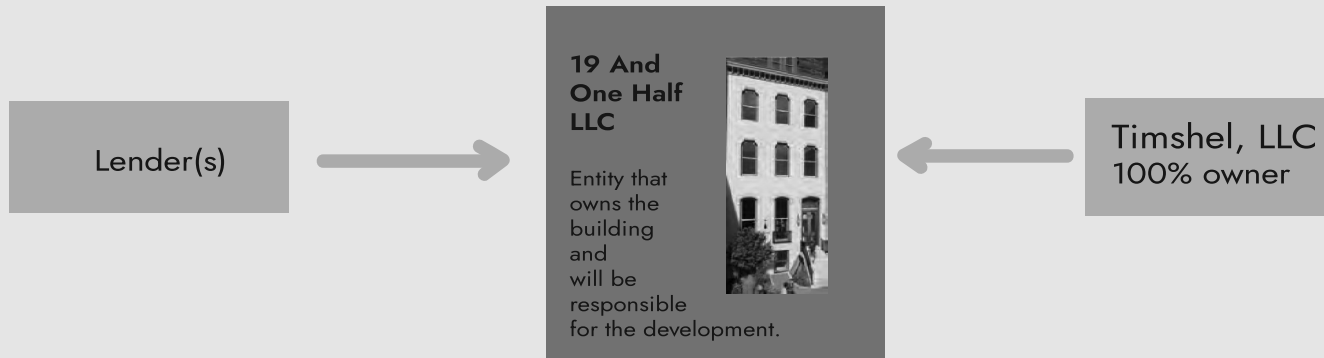 Lender(s)
19 And
One Half
LLC
Entity that
owns the
building
and
will be
responsible
for the development.
Timshel, LLC
100% owner